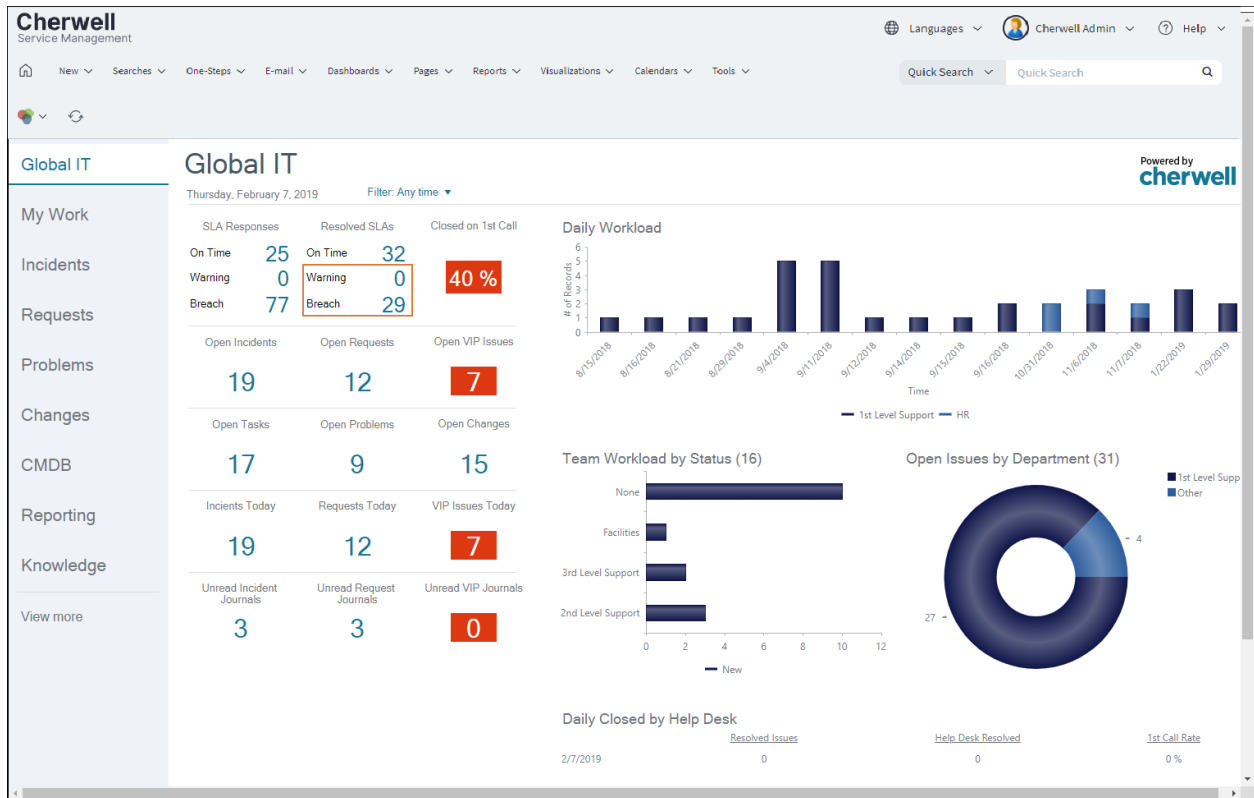 Cherwell
Service Management
Languages Cherwell Admin Help
New Searches One-Steps E-mail Dashboards Pages Reports Visualizations Calendars Tools Quick Search Quick Search
Global IT
My Work
Incidents
Requests
Problems
Changes
CMDB
Reporting
Knowledge
View more
Global IT
Thursday, February 7, 2019 Filter: Any time
Powered by
cherwell
SLA Responses Resolved SLAs Closed on 1st Call
On Time 25 On Time 32
Warning 0 Warning 0 40 %
Breach 77 Breach 29
Open Incidents Open Requests Open VIP Issues
19 12 7
Open Tasks Open Problems Open Changes
17 9 15
Incients Today Requests Today VIP Issues Today
19 12 7
Unread Incident Journals Unread Request Journals Unread VIP Journals
3 3 0
Daily Workload
# of Records
6
5
4
3
2
1
0
8/15/2018 8/16/2018 8/21/2018 8/29/2018 9/4/2018 9/11/2018 9/12/2018 9/14/2018 9/15/2018 9/16/2018 10/31/2018 11/6/2018 11/7/2018 1/22/2019 1/29/2019
Time
1st Level Support HR
Team Workload by Status (16)
None
Facilities
3rd Level Support
2nd Level Support
0 2 4 6 8 10 12
New
Open Issues by Department (31)
1st Level Supp
Other
4
27
Daily Closed by Help Desk
Resolved Issues Help Desk Resolved 1st Call Rate
2/7/2019 0 0 0 %